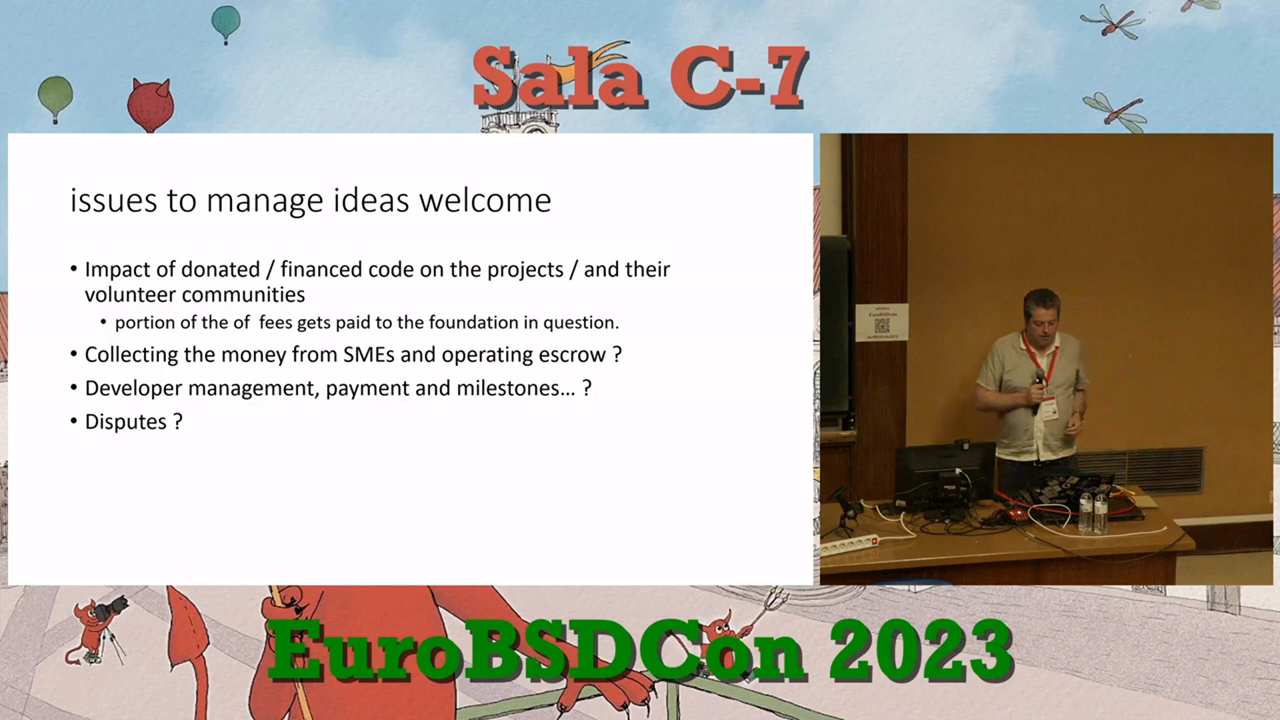 Sala C-7
issues to manage ideas welcome
• Impact of donated / financed code on the projects / and their
volunteer communities
• portion of the of fees gets paid to the foundation in question.
• Collecting the money from SMEs and operating escrow ?
• Developer management, payment and milestones... ?
• Disputes ?
EuroBSDCon
EuroBSDCon 2023